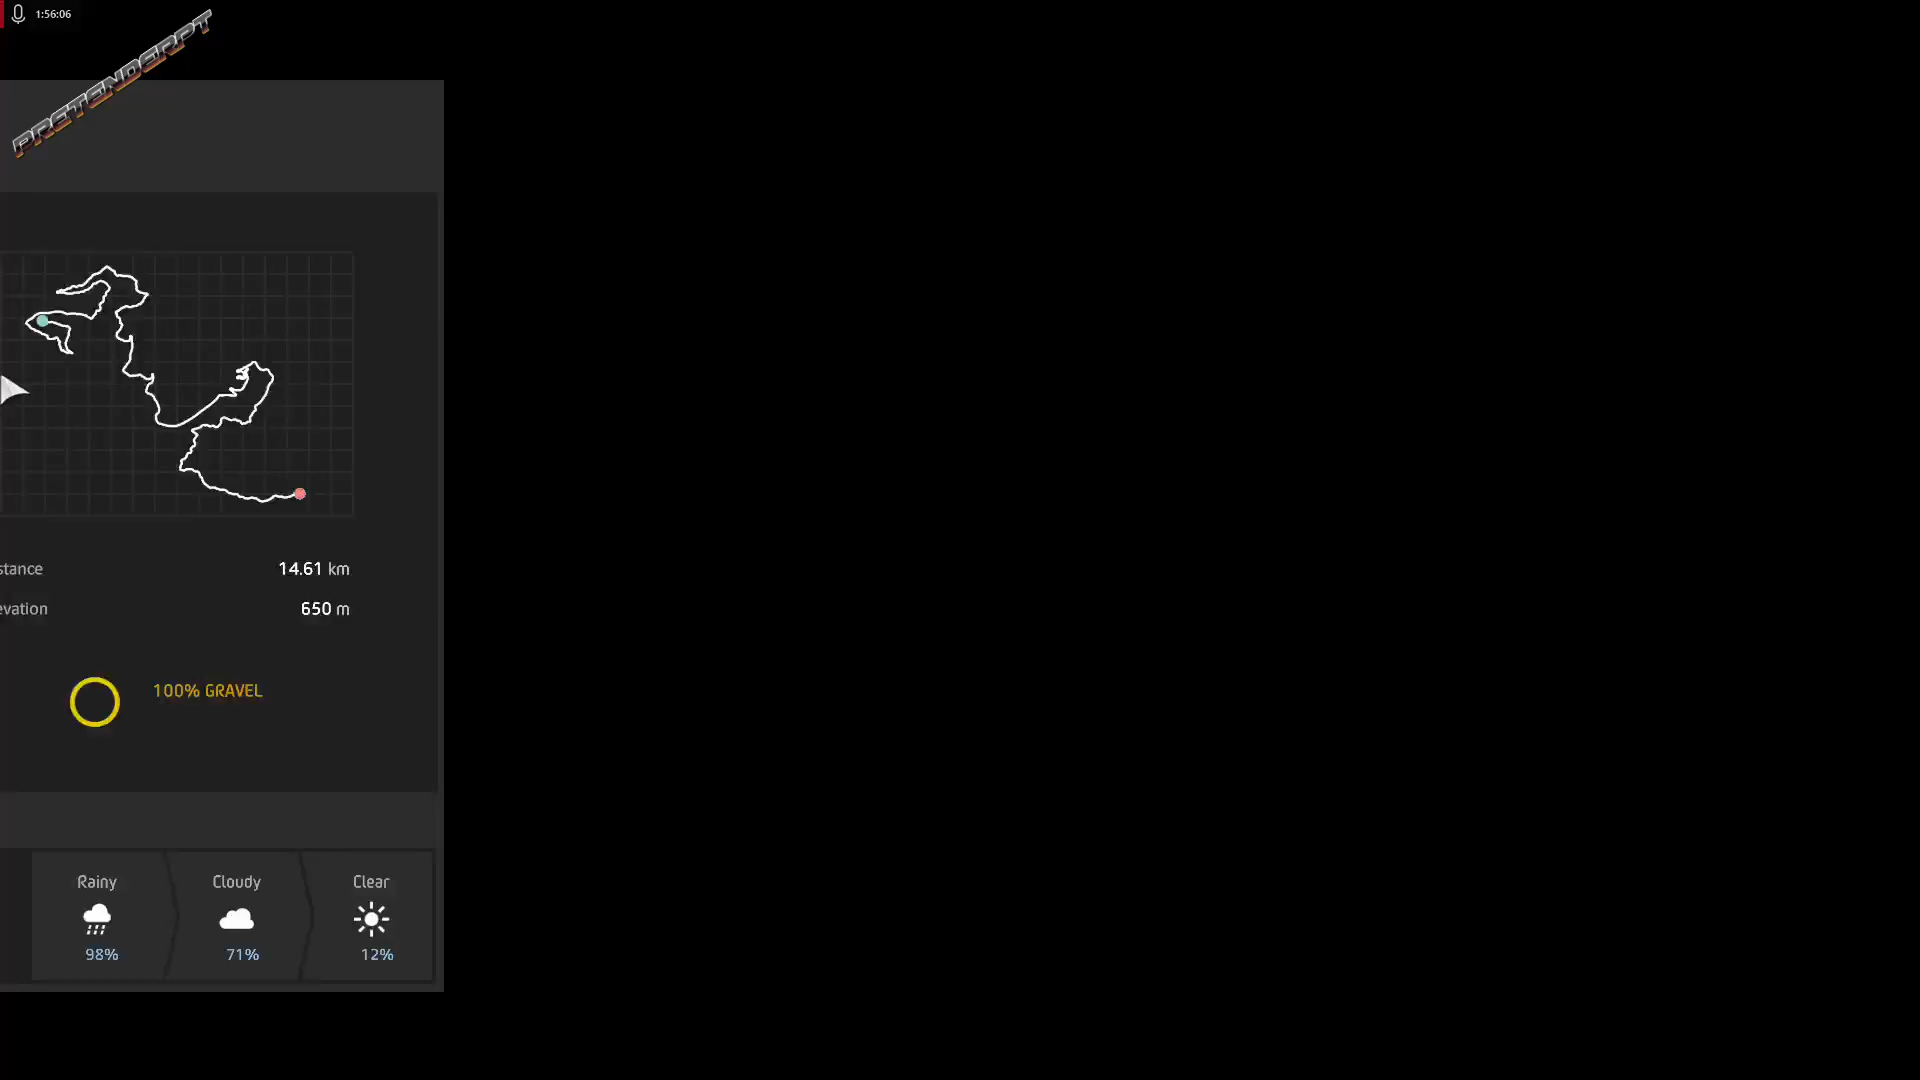 1:56:06
PRETENDERPT
stance 14.61 km
evation 650 m
100% GRAVEL
Rainy Cloudy Clear
98% 71% 12%